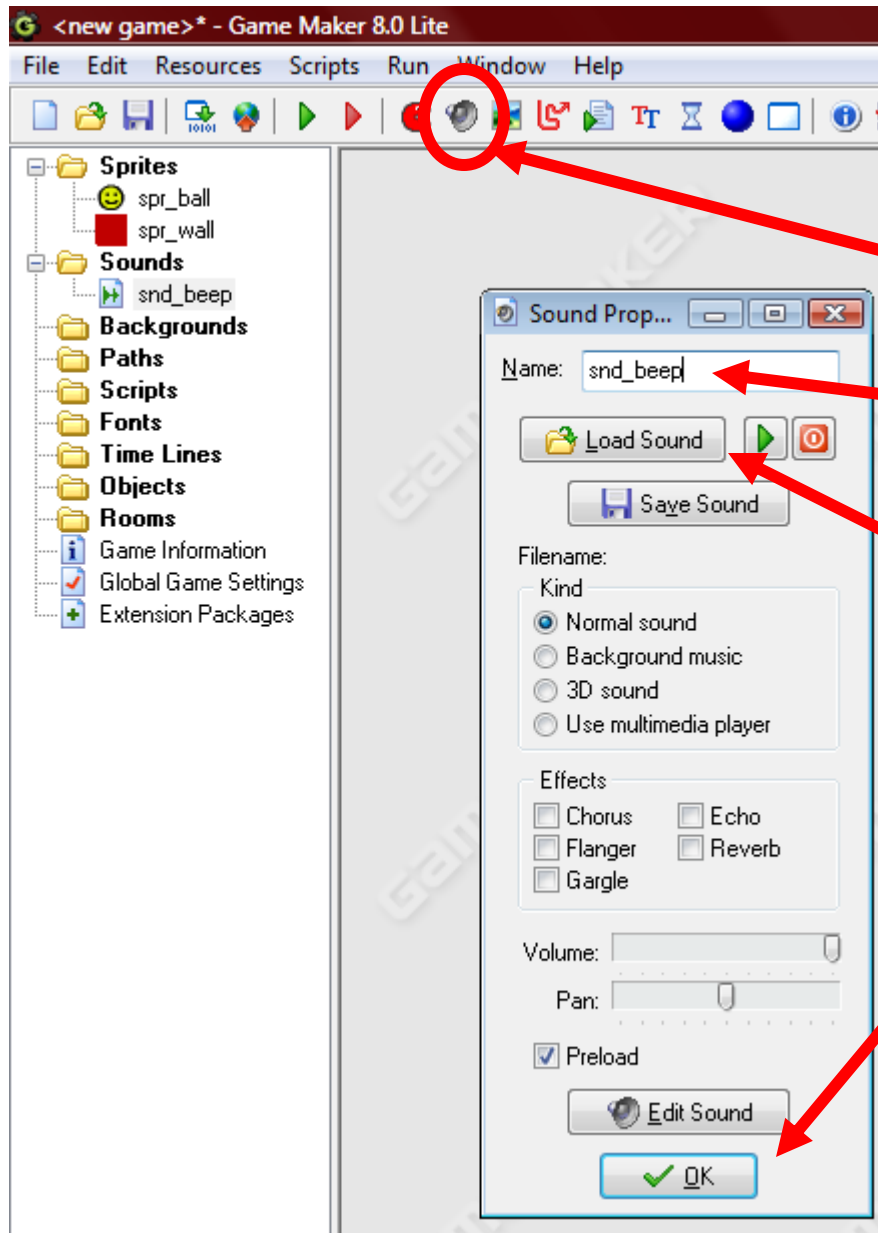 <new game>* - Game Maker 8.0 Lite
File Edit Resources Scripts Run Window Help
10101
TT
Sprites
spr_ball
spr_wall
Sounds
snd_beep
Backgrounds
Paths
Scripts
Fonts
Time Lines
Objects
Rooms
Game Information
Global Game Settings
Extension Packages
Sound Prop...
Name: snd_beep
Load Sound
Save Sound
Filename:
Kind
Normal sound
Background music
3D sound
Use multimedia player
Effects
Chorus Echo
Flanger Reverb
Gargle
Volume:
Pan:
Preload
Edit Sound
OK